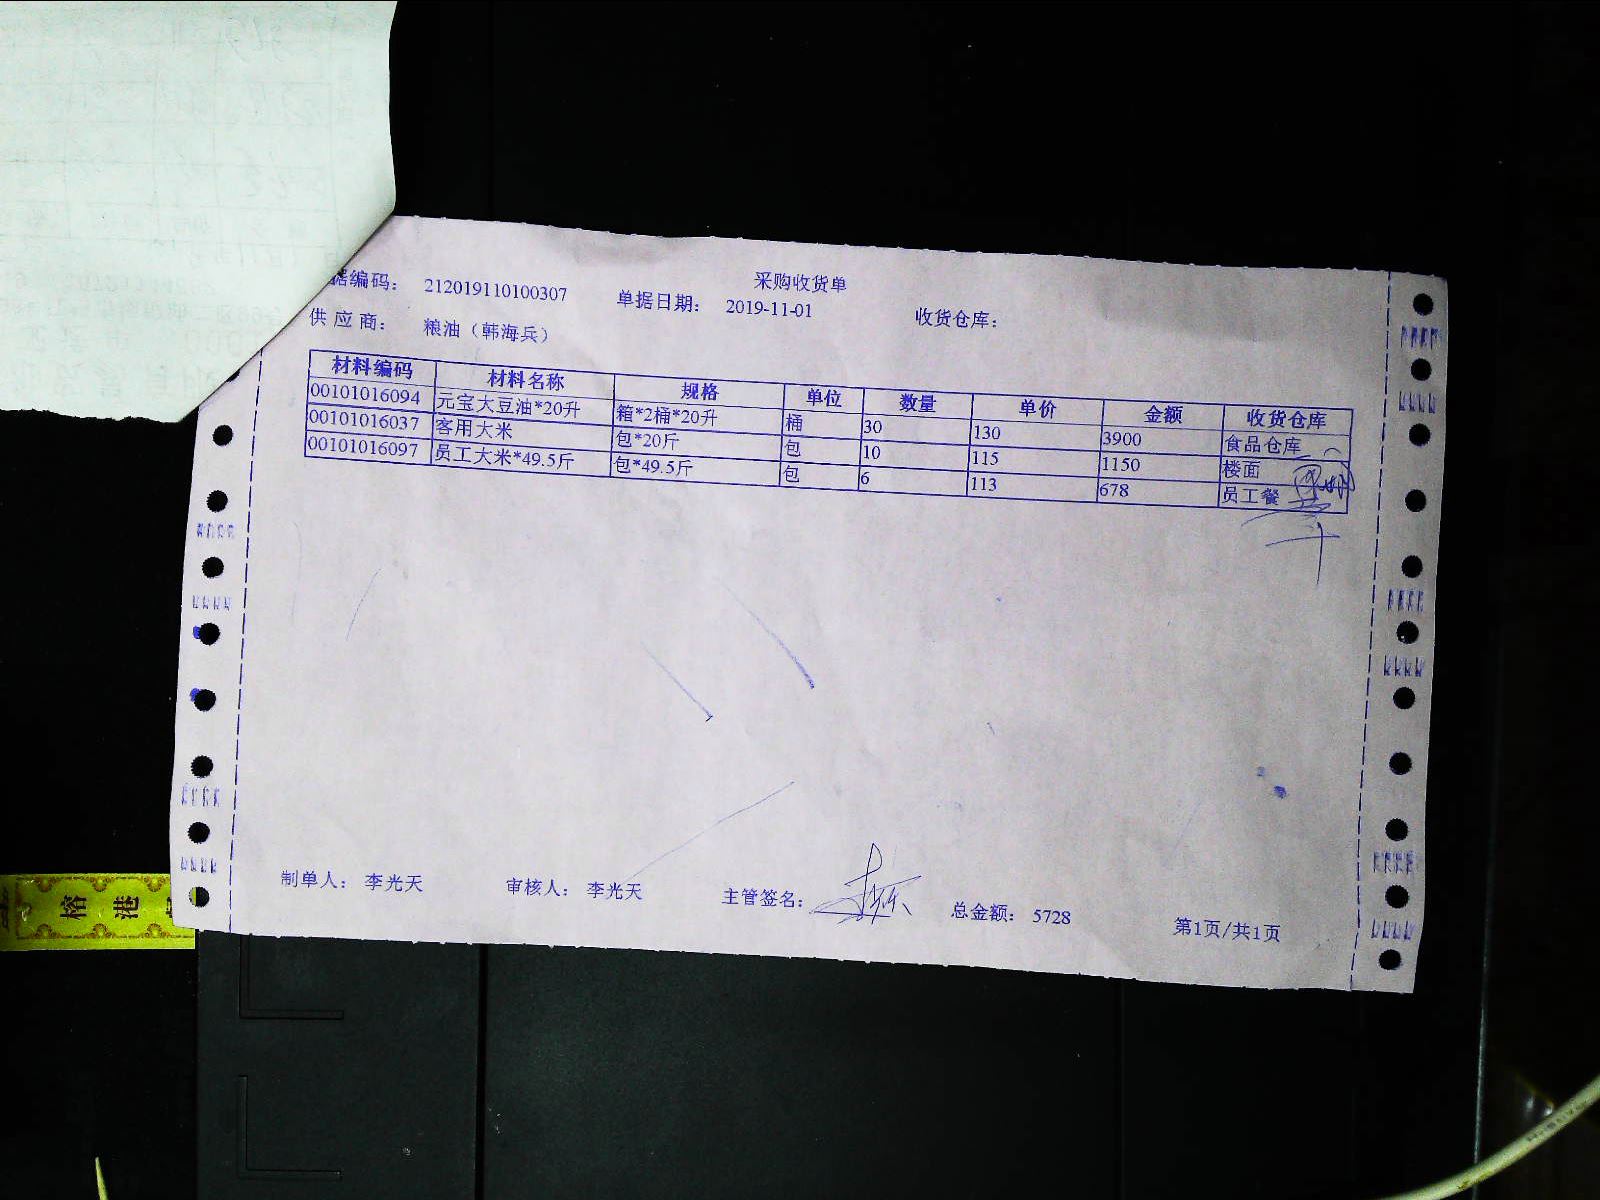 采购收货单
据编码： 212019110100307 单据日期： 2019-11-01 收货仓库：
供应商： 粮油（韩海兵）
材料编码 材料名称 规格 单位 数量 单价 金额 收货仓库
00101016094 元宝大豆油*20升 箱*2桶*20升 桶 30 130 3900 食品仓库
00101016037 客用大米 包*20斤 包 10 115 1150 楼面
00101016097 员工大米*49.5斤 包*49.5斤 包 6 113 678 员工餐
制单人： 李光天 审核人： 李光天 主管签名： 总金额： 5728 第1页/共1页
榕港